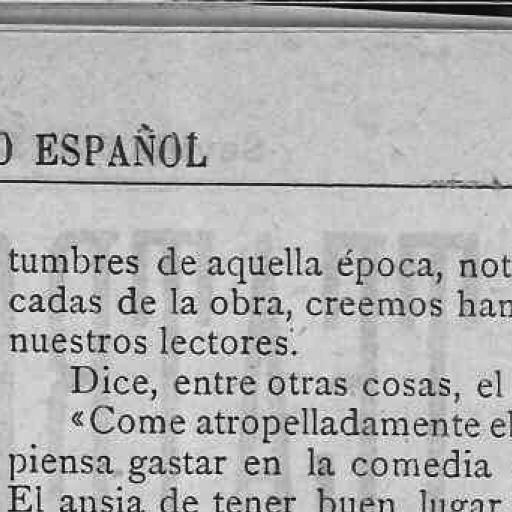 O ESPAÑOL
tumbres de aquella época, not
cadas de la obra, creemos han
nuestros lectores.
Dice, entre otras cosas, el
«Come atropelladamente el
piensa gastar en la comedia
El ansia de tener buen lugar